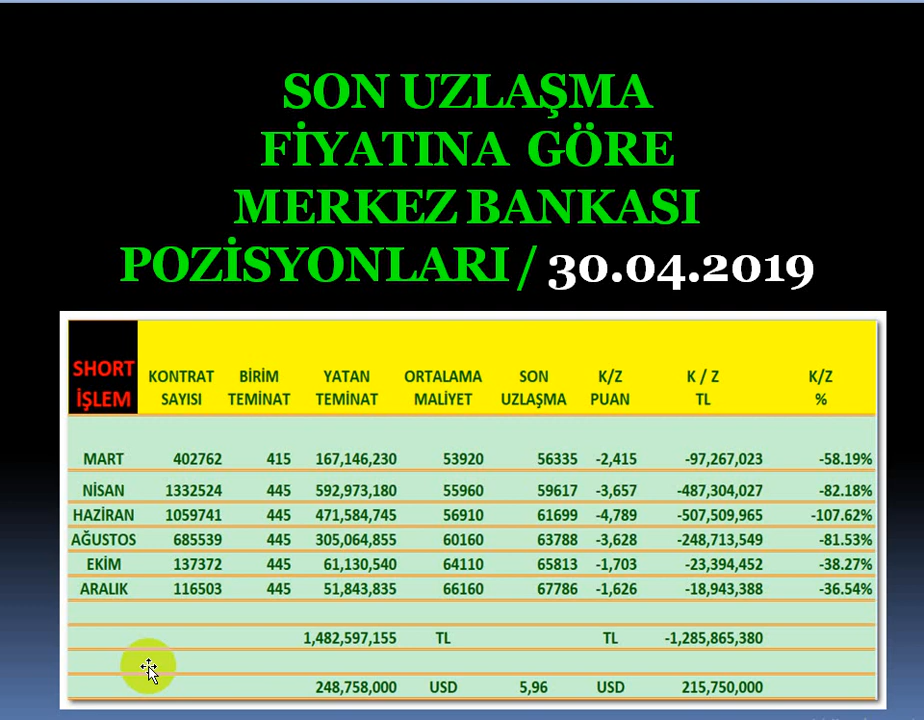 SON UZLAŞMA
FİYATINA GÖRE
MERKEZ BANKASI
POZİSYONLARI / 30.04.2019
SHORT İŞLEM KONTRAT SAYISI BİRİM TEMİNAT YATAN TEMİNAT ORTALAMA MALİYET SON UZLAŞMA K/Z PUAN K / Z TL K/Z %
MART 402762 415 167,146,230 53920 56335 -2,415 -97,267,023 -58.19%
NİSAN 1332524 445 592,973,180 55960 59617 -3,657 -487,304,027 -82.18%
HAZİRAN 1059741 445 471,584,745 56910 61699 -4,789 -507,509,965 -107.62%
AĞUSTOS 685539 445 305,064,855 60160 63788 -3,628 -248,713,549 -81.53%
EKİM 137372 445 61,130,540 64110 65813 -1,703 -23,394,452 -38.27%
ARALIK 116503 445 51,843,835 66160 67786 -1,626 -18,943,388 -36.54%
1,482,597,155 TL TL -1,285,865,380
248,758,000 USD 5,96 USD 215,750,000